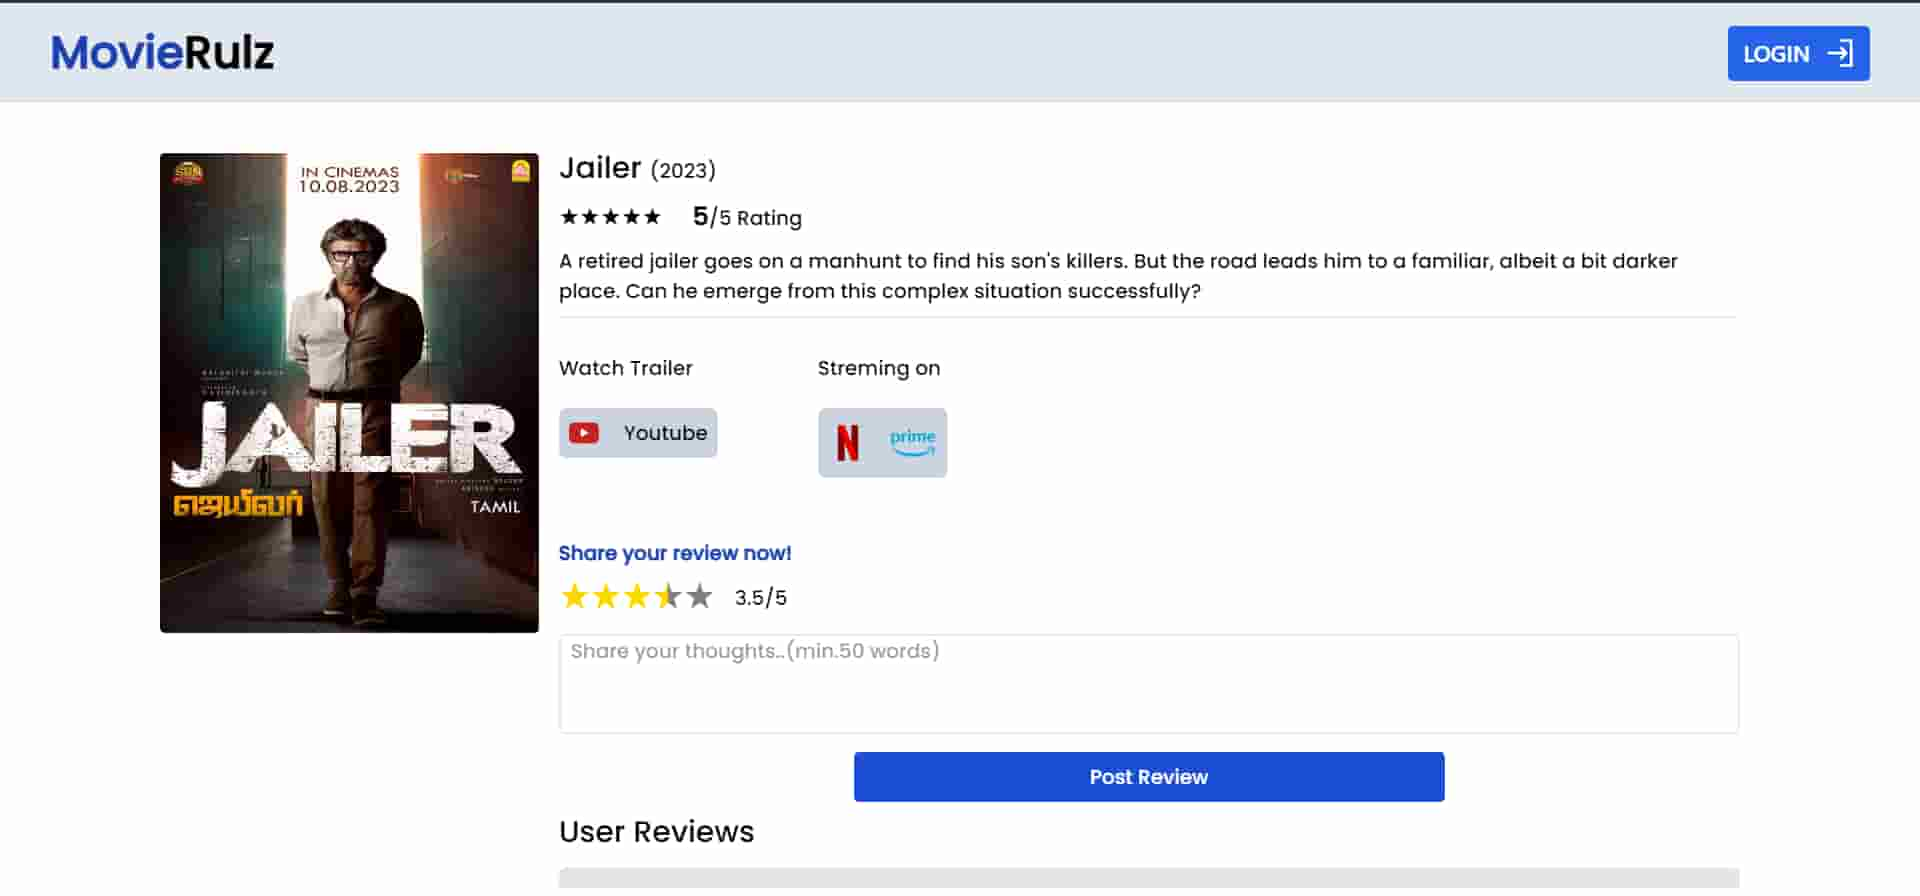 MovieRulz
LOGIN
IN CINEMAS
10.08.2023
JAILER
ஜெயிலர்
TAMIL
Jailer (2023)
5/5 Rating
A retired jailer goes on a manhunt to find his son's killers. But the road leads him to a familiar, albeit a bit darker
place. Can he emerge from this complex situation successfully?
Watch Trailer
Streming on
Youtube
N
prime
Share your review now!
3.5/5
Share your thoughts..(min.50 words)
Post Review
User Reviews